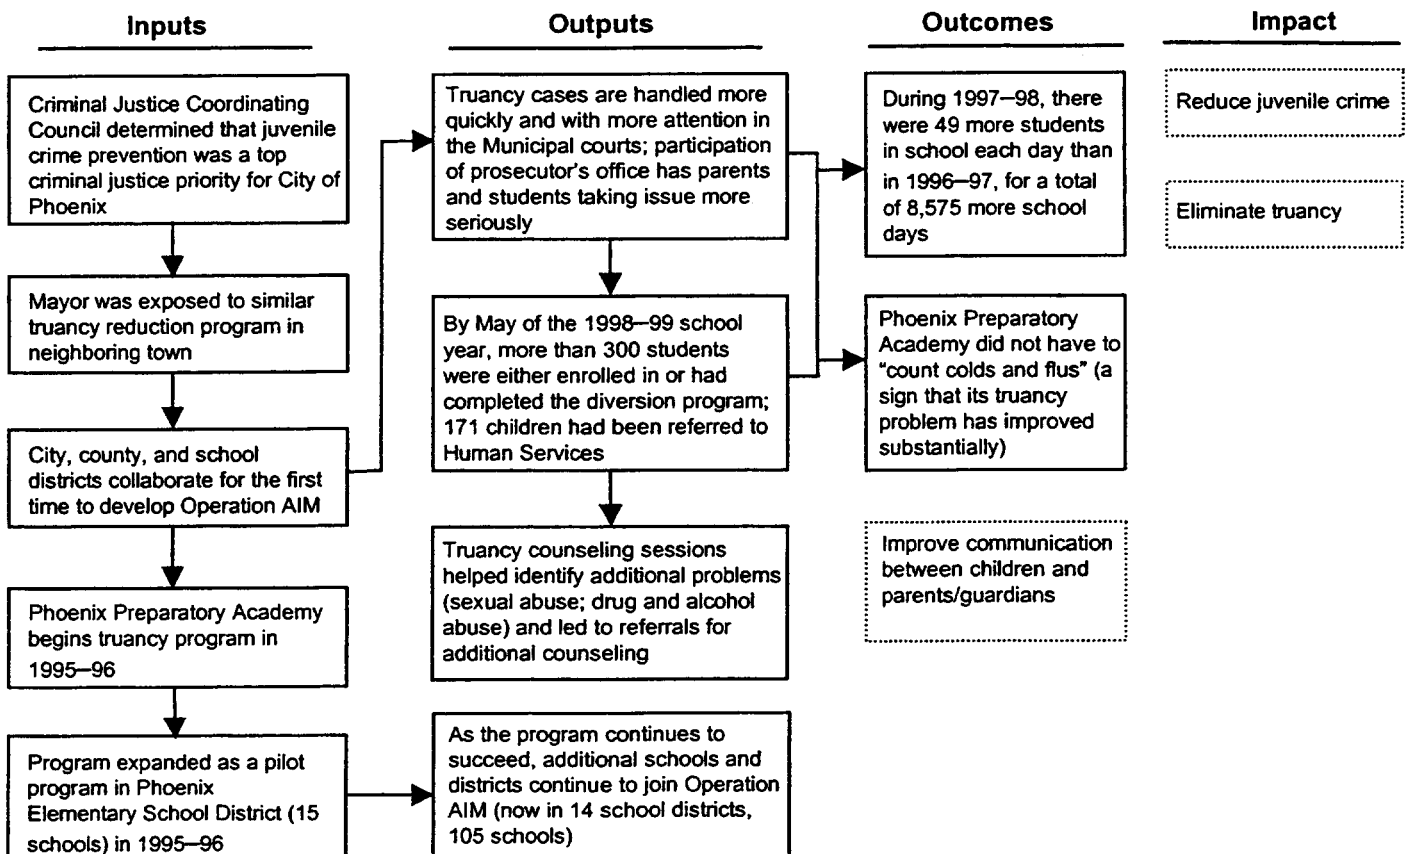 Inputs
Criminal Justice Coordinating
Council determined that juvenile
crime prevention was a top
criminal justice priority for City of
Phoenix
Mayor was exposed to similar
truancy reduction program in
neighboring town
City, county, and school
districts collaborate for the first
time to develop Operation AIM
Phoenix Preparatory Academy
begins truancy program in
1995–96
Program expanded as a pilot
program in Phoenix
Elementary School District (15
schools) in 1995–96
Outputs
Truancy cases are handled more
quickly and with more attention in
the Municipal courts; participation
of prosecutor's office has parents
and students taking issue more
seriously
By May of the 1998–99 school
year, more than 300 students
were either enrolled in or had
completed the diversion program;
171 children had been referred to
Human Services
Truancy counseling sessions
helped identify additional problems
(sexual abuse; drug and alcohol
abuse) and led to referrals for
additional counseling
As the program continues to
succeed, additional schools and
districts continue to join Operation
AIM (now in 14 school districts,
105 schools)
Outcomes
During 1997–98, there
were 49 more students
in school each day than
in 1996–97, for a total
of 8,575 more school
days
Phoenix Preparatory
Academy did not have to
“count colds and flus” (a
sign that its truancy
problem has improved
substantially)
Improve communication
between children and
parents/guardians
Impact
Reduce juvenile crime
Eliminate truancy